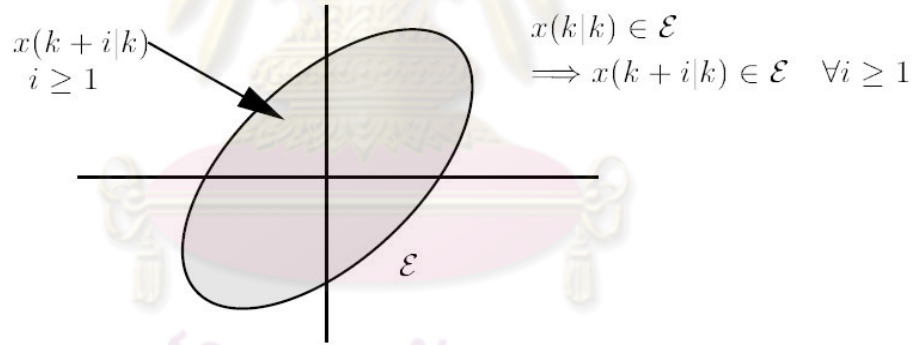 x(k + i|k)
i ≥ 1
x(k|k) ∈ ℰ
⟹ x(k + i|k) ∈ ℰ ∀i ≥ 1
ℰ